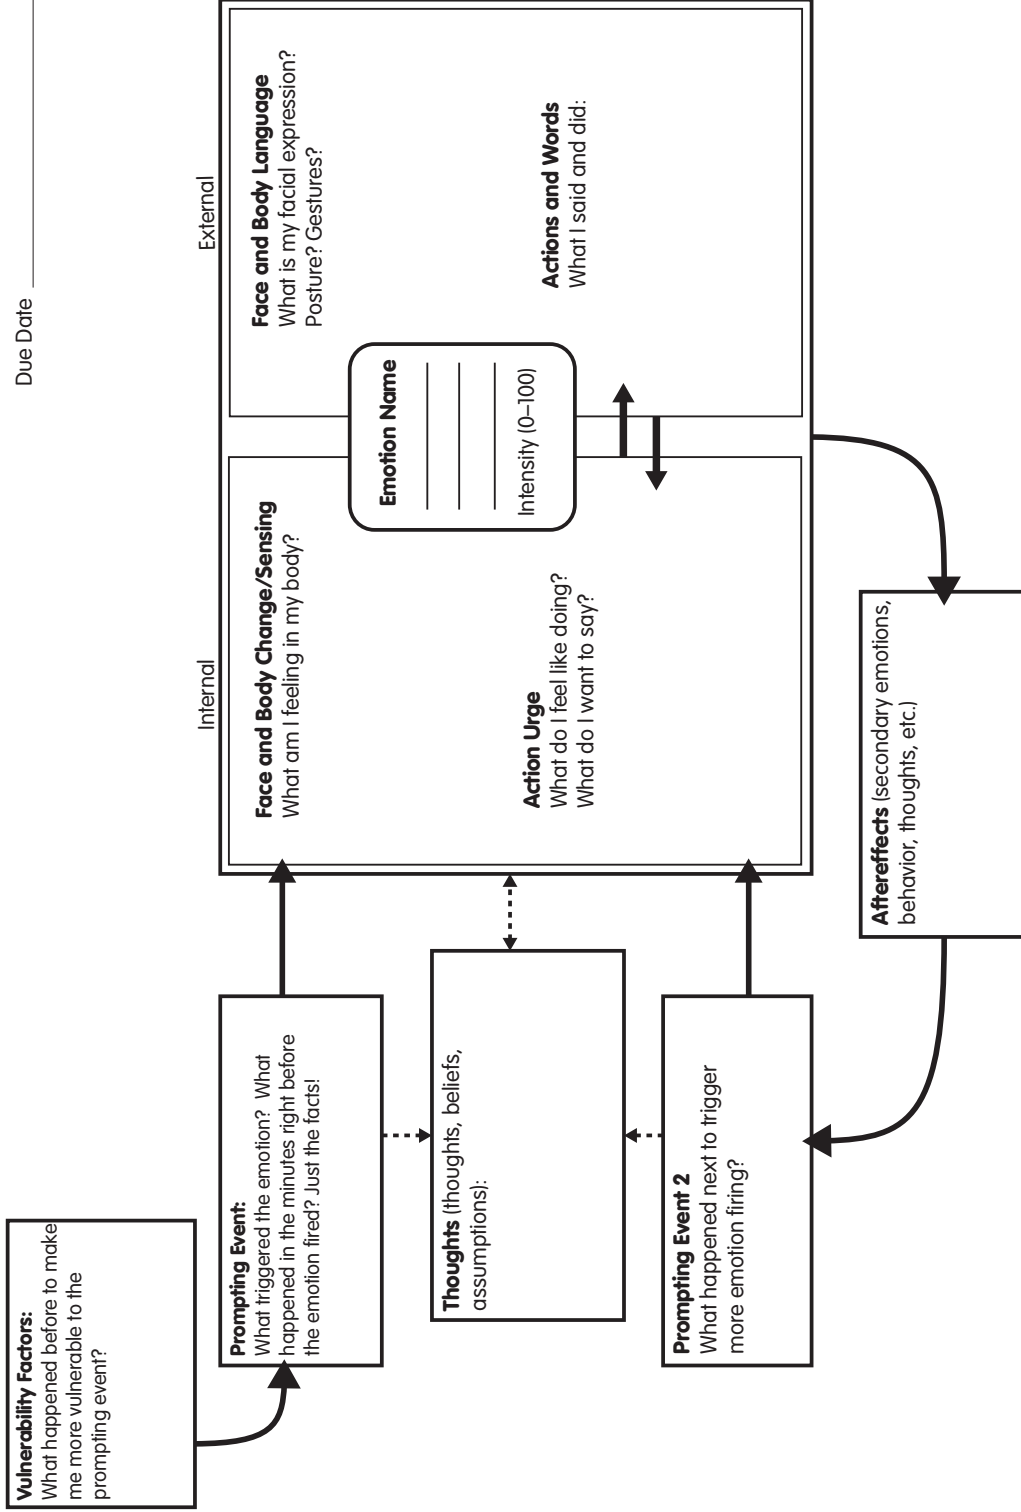 Due Date
Vulnerability Factors:
What happened before to make
me more vulnerable to the
prompting event?
Prompting Event:
What triggered the emotion? What
happened in the minutes right before
the emotion fired? Just the facts!
Thoughts (thoughts, beliefs,
assumptions):
Prompting Event 2
What happened next to trigger
more emotion firing?
Internal
Face and Body Change/Sensing
What am I feeling in my body?
Action Urge
What do I feel like doing?
What do I want to say?
Emotion Name
Intensity (0–100)
External
Face and Body Language
What is my facial expression?
Posture? Gestures?
Actions and Words
What I said and did:
Aftereffects (secondary emotions,
behavior, thoughts, etc.)